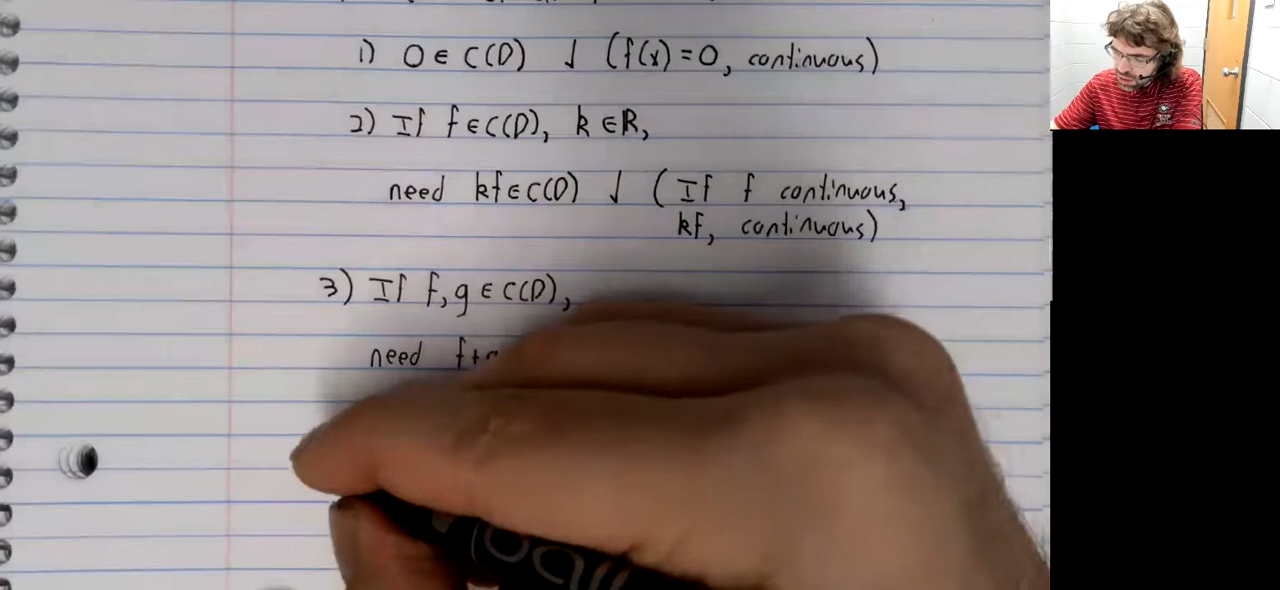 1) 0 ∈ C(D) ✓ (f(x) = 0, continuous)
2) If f ∈ C(D), k ∈ R,
need kf ∈ C(D) ✓ (If f continuous,
kf, continuous)
3) If f, g ∈ C(D),
need f+